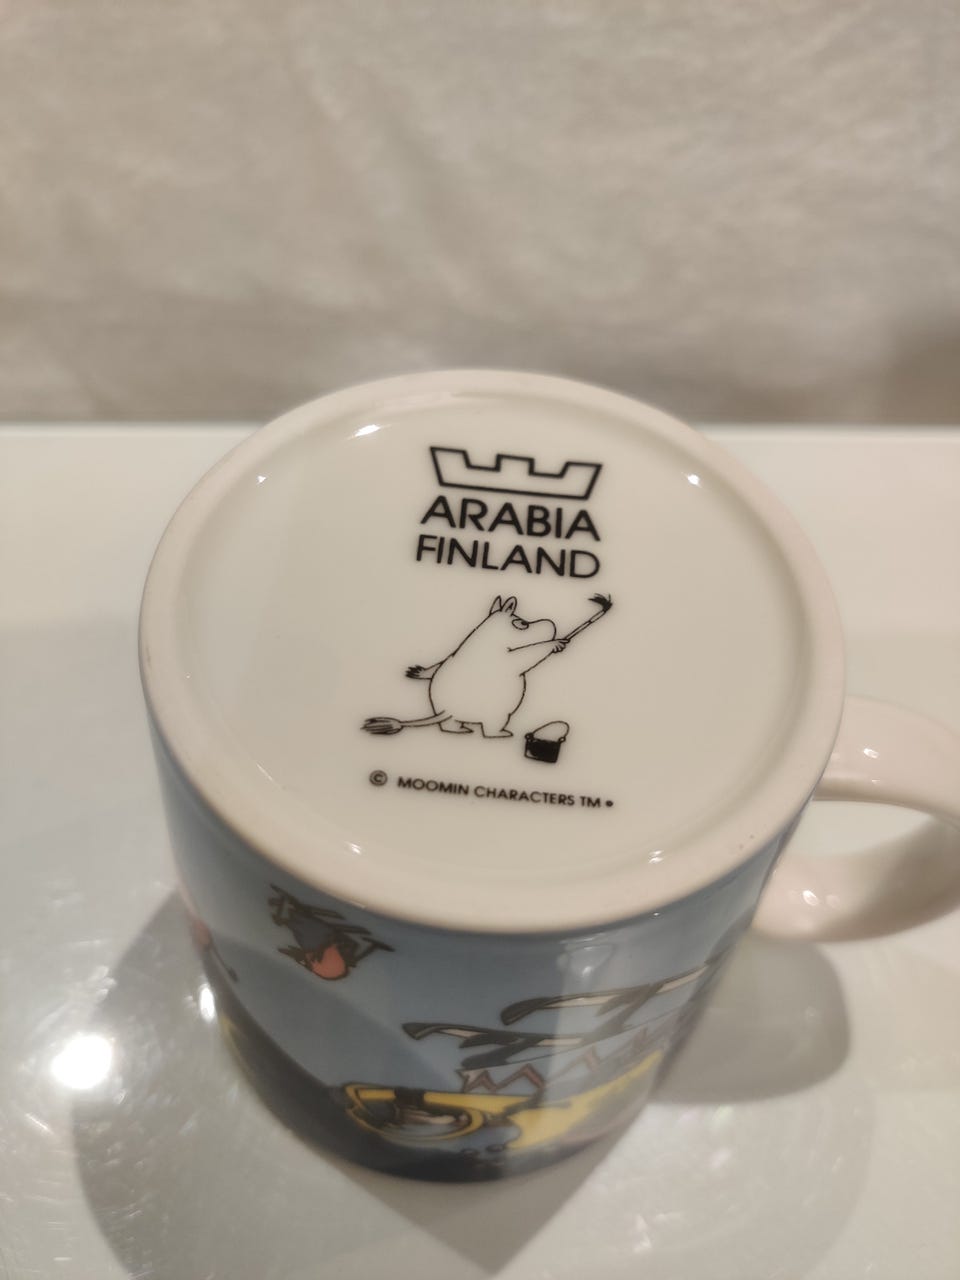 ARABIA
FINLAND
© MOOMIN CHARACTERS TM •